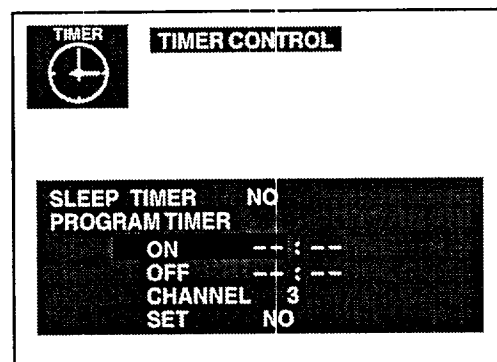 TIMER
TIMER CONTROL
SLEEP TIMER NO
PROGRAM TIMER
ON --:--
OFF --:--
CHANNEL 3
SET NO